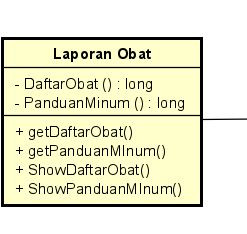 Laporan Obat
- DaftarObat () : long
- PanduanMinum () : long
+ getDaftarObat()
+ getPanduanMInum()
+ ShowDaftarObat()
+ ShowPanduanMInum()